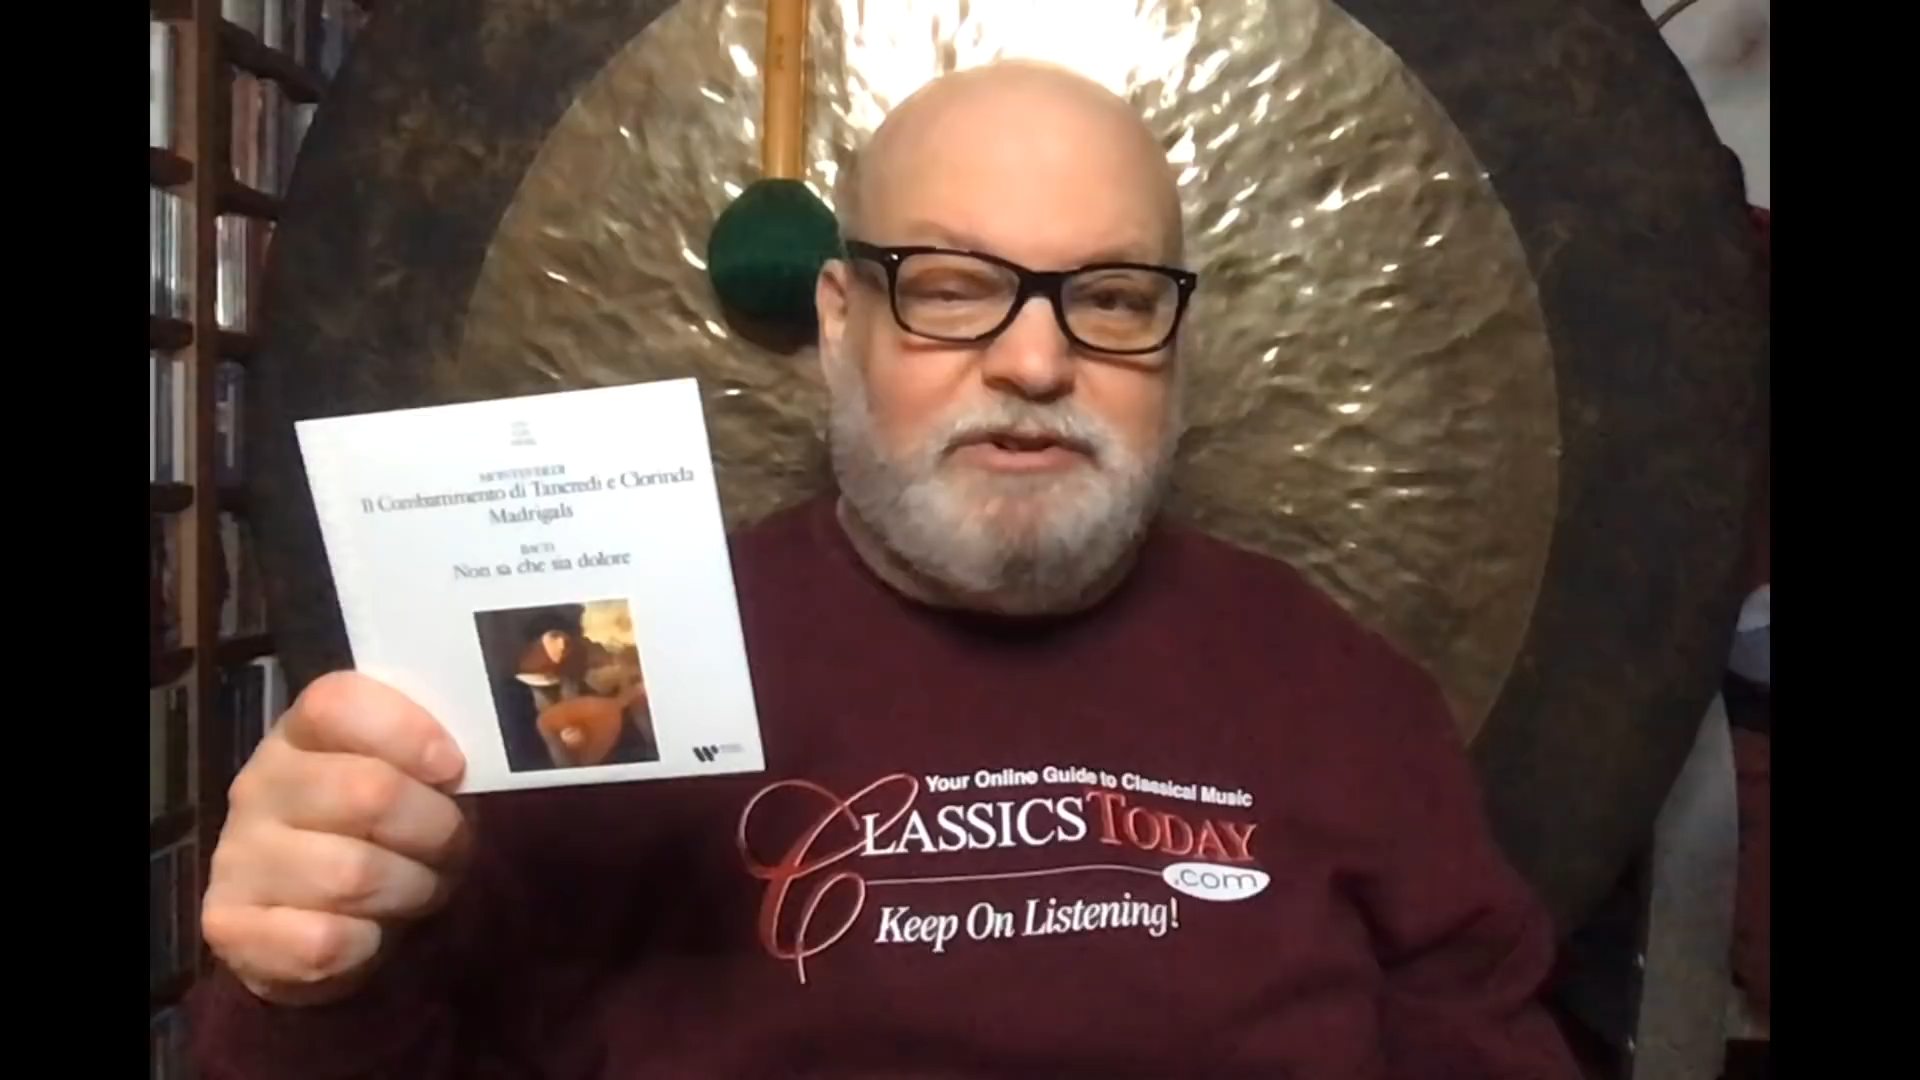 MONTEVERDI
Il Combattimento di Tancredi e Clorinda
Madrigals
BACH
Non sa che sia dolore
Your Online Guide to Classical Music
CLASSICSTODAY
.com
Keep On Listening!